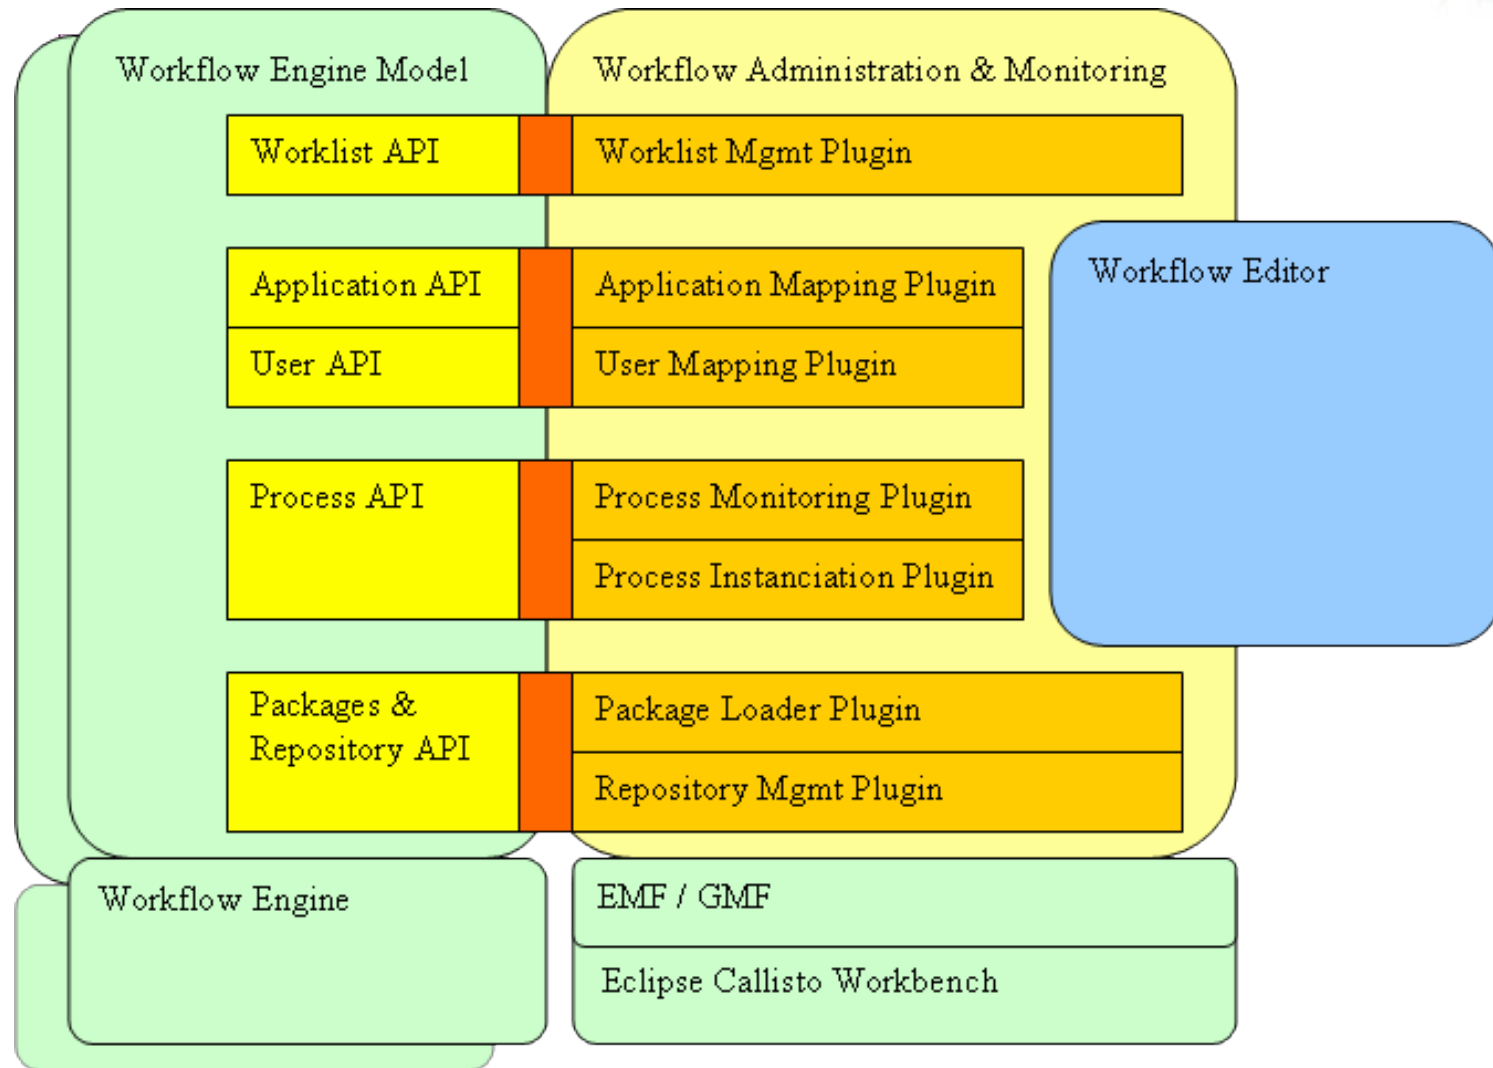 Workflow Engine Model
Workflow Administration & Monitoring
Worklist API
Worklist Mgmt Plugin
Application API
Application Mapping Plugin
Workflow Editor
User API
User Mapping Plugin
Process API
Process Monitoring Plugin
Process Instanciation Plugin
Packages &
Repository API
Package Loader Plugin
Repository Mgmt Plugin
Workflow Engine
EMF / GMF
Eclipse Callisto Workbench